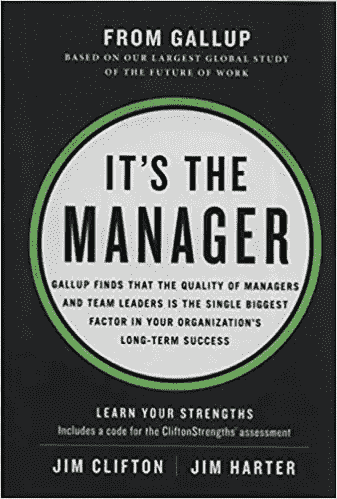 FROM GALLUP
BASED ON OUR LARGEST GLOBAL STUDY
OF THE FUTURE OF WORK
IT'S THE
MANAGER
GALLUP FINDS THAT THE QUALITY OF MANAGERS
AND TEAM LEADERS IS THE SINGLE BIGGEST
FACTOR IN YOUR ORGANIZATION'S
LONG-TERM SUCCESS
LEARN YOUR STRENGTHS
Includes a code for the CliftonStrengths® assessment
JIM CLIFTON | JIM HARTER